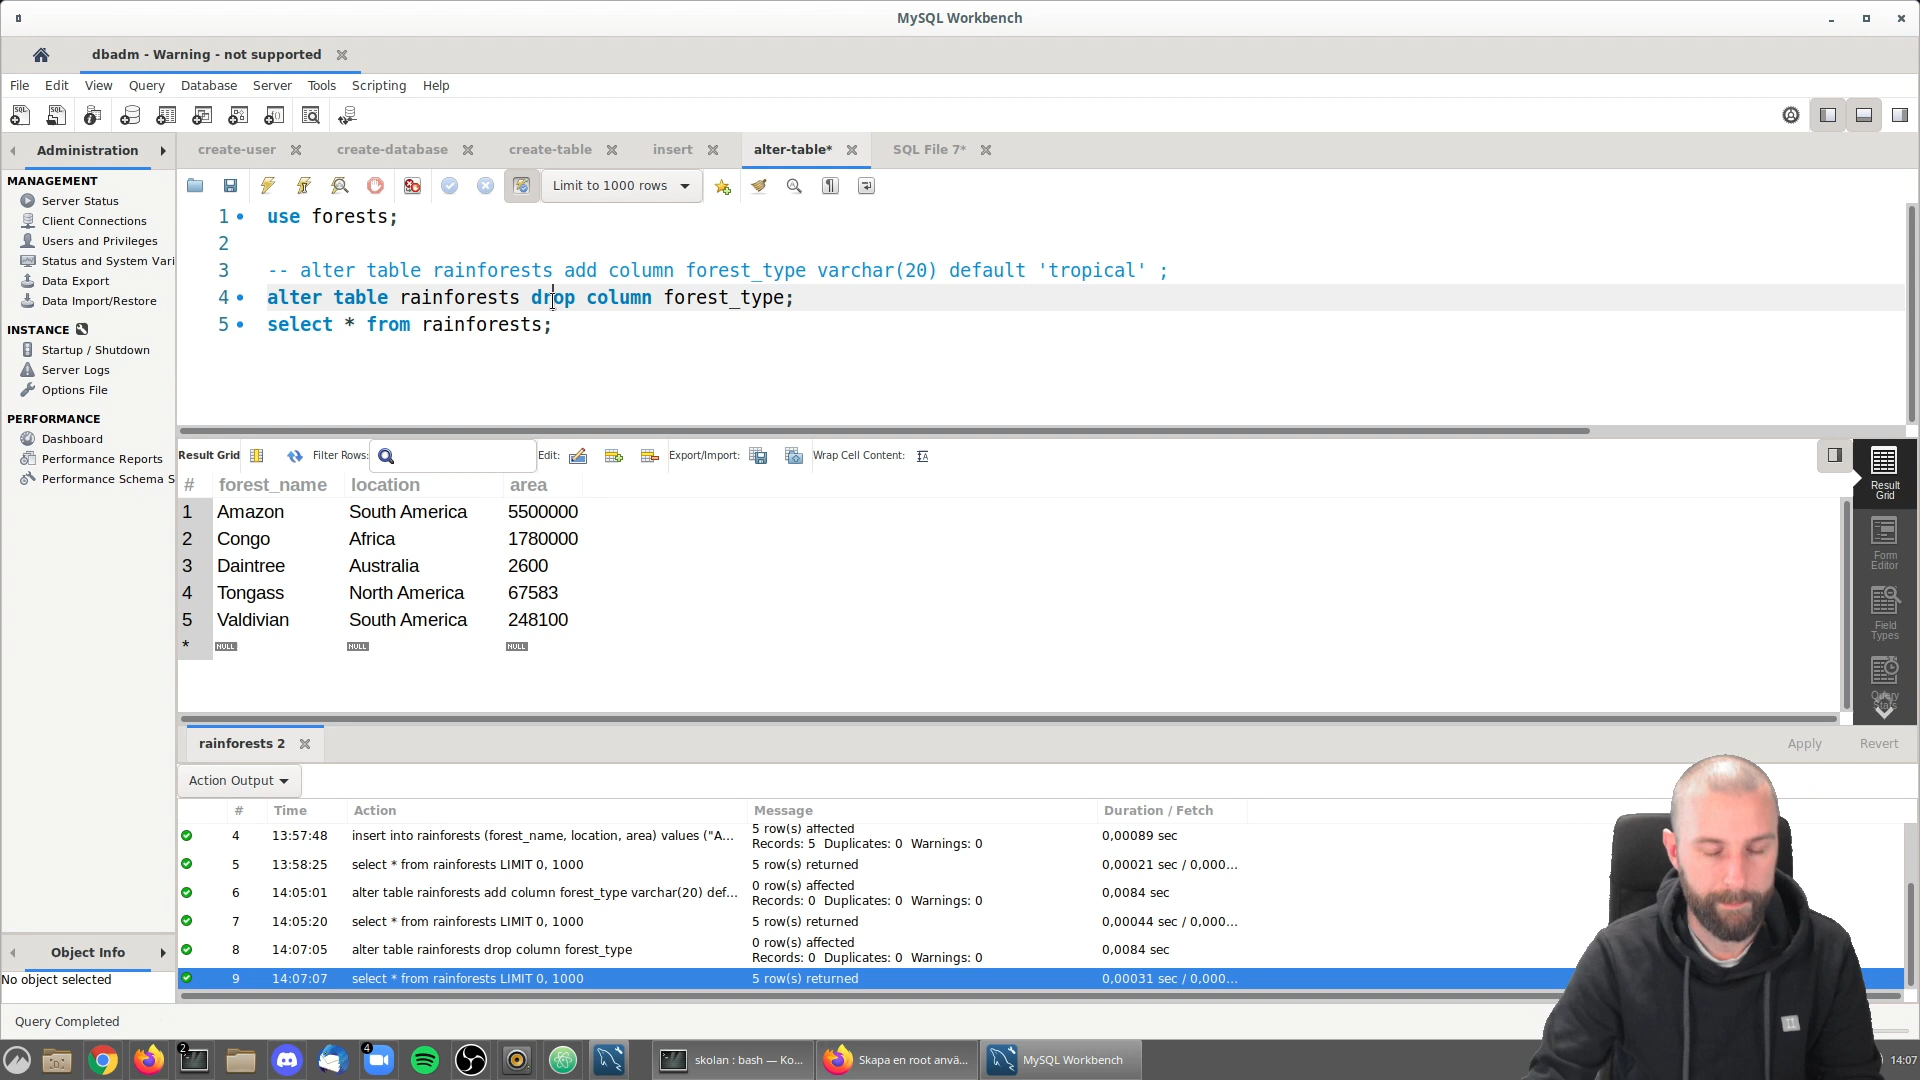 MySQL Workbench
dbadm - Warning - not supported
File Edit View Query Database Server Tools Scripting Help
Administration
create-user
create-database
create-table
insert
alter-table*
SQL File 7*
MANAGEMENT
Server Status
Client Connections
Users and Privileges
Status and System Vari
Data Export
Data Import/Restore
INSTANCE
Startup / Shutdown
Server Logs
Options File
PERFORMANCE
Dashboard
Performance Reports
Performance Schema S
Limit to 1000 rows
1 use forests;
2
3 -- alter table rainforests add column forest_type varchar(20) default 'tropical' ;
4 alter table rainforests drop column forest_type;
5 select * from rainforests;
Result Grid Filter Rows: Edit: Export/Import: Wrap Cell Content:
# forest_name location area
1 Amazon South America 5500000
2 Congo Africa 1780000
3 Daintree Australia 2600
4 Tongass North America 67583
5 Valdivian South America 248100
* NULL NULL NULL
Result
Grid
Form
Editor
Field
Types
Query
Stats
rainforests 2
Apply Revert
Action Output
# Time Action Message Duration / Fetch
4 13:57:48 insert into rainforests (forest_name, location, area) values ("A... 5 row(s) affected 0,00089 sec
Records: 5 Duplicates: 0 Warnings: 0
5 13:58:25 select * from rainforests LIMIT 0, 1000 5 row(s) returned 0,00021 sec / 0,000...
6 14:05:01 alter table rainforests add column forest_type varchar(20) def... 0 row(s) affected 0,0084 sec
Records: 0 Duplicates: 0 Warnings: 0
7 14:05:20 select * from rainforests LIMIT 0, 1000 5 row(s) returned 0,00044 sec / 0,000...
8 14:07:05 alter table rainforests drop column forest_type 0 row(s) affected 0,0084 sec
Records: 0 Duplicates: 0 Warnings: 0
9 14:07:07 select * from rainforests LIMIT 0, 1000 5 row(s) returned 0,00031 sec / 0,000...
Object Info
No object selected
Query Completed
2
4
skolan : bash — Ko...
Skapa en root anvä...
MySQL Workbench
14:07